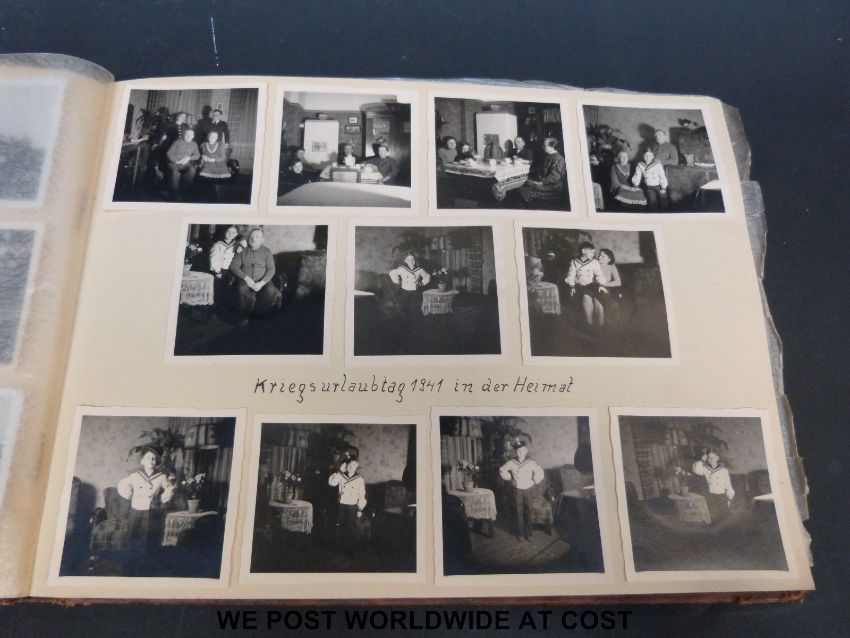 Kriegsurlaubtag 1941 in der Heimat
WE POST WORLDWIDE AT COST